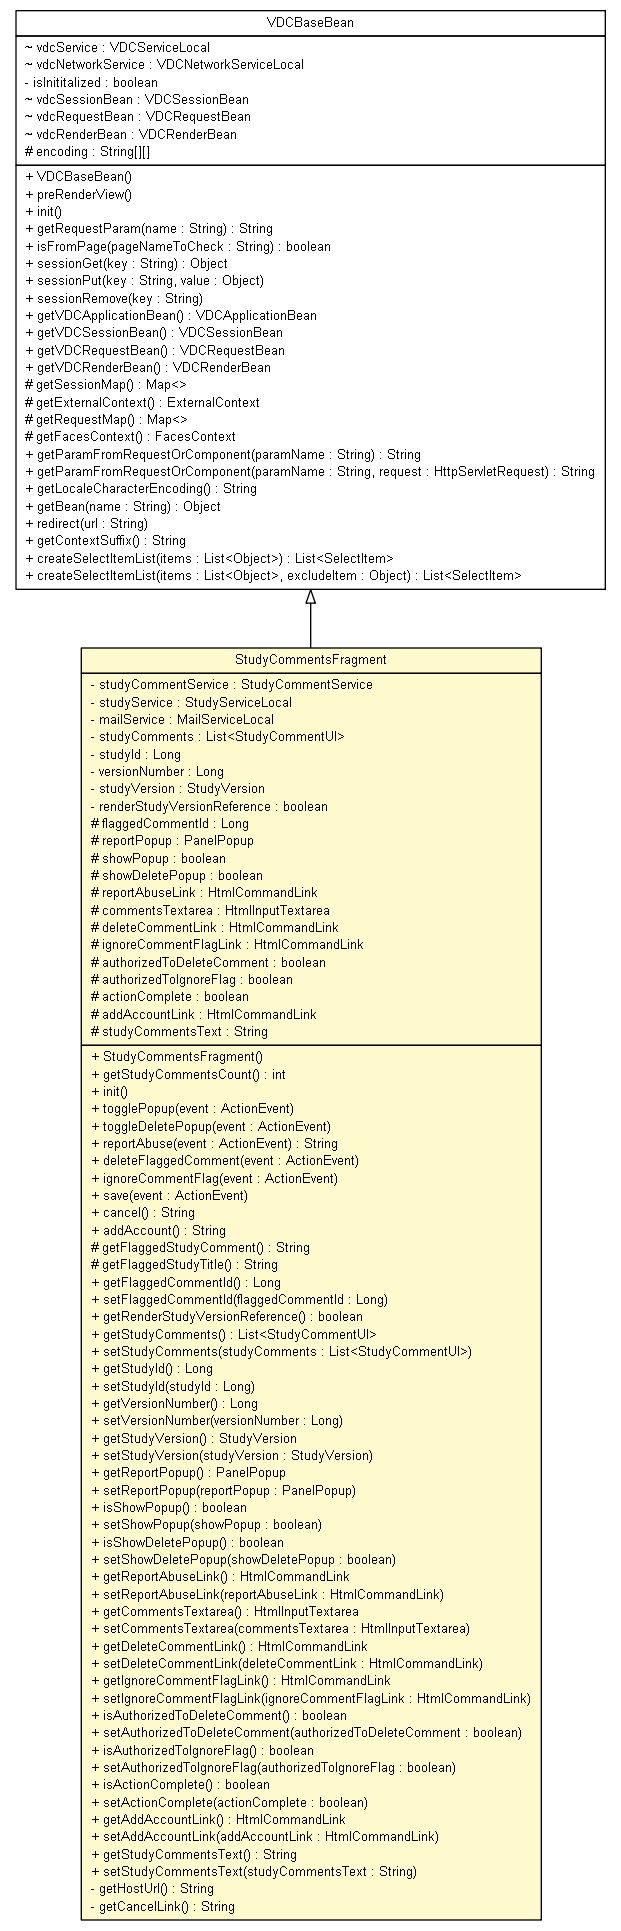 VDCBaseBean
~ vdcService : VDCServiceLocal
~ vdcNetworkService : VDCNetworkServiceLocal
- isInititalized : boolean
~ vdcSessionBean : VDCSessionBean
~ vdcRequestBean : VDCRequestBean
~ vdcRenderBean : VDCRenderBean
# encoding : String[][]
+ VDCBaseBean()
+ preRenderView()
+ init()
+ getRequestParam(name : String) : String
+ isFromPage(pageNameToCheck : String) : boolean
+ sessionGet(key : String) : Object
+ sessionPut(key : String, value : Object)
+ sessionRemove(key : String)
+ getVDCApplicationBean() : VDCApplicationBean
+ getVDCSessionBean() : VDCSessionBean
+ getVDCRequestBean() : VDCRequestBean
+ getVDCRenderBean() : VDCRenderBean
# getSessionMap() : Map<>
# getExternalContext() : ExternalContext
# getRequestMap() : Map<>
# getFacesContext() : FacesContext
+ getParamFromRequestOrComponent(paramName : String) : String
+ getParamFromRequestOrComponent(paramName : String, request : HttpServletRequest) : String
+ getLocaleCharacterEncoding() : String
+ getBean(name : String) : Object
+ redirect(url : String)
+ getContextSuffix() : String
+ createSelectItemList(items : List<Object>) : List<SelectItem>
+ createSelectItemList(items : List<Object>, excludeItem : Object) : List<SelectItem>
StudyCommentsFragment
- studyCommentService : StudyCommentService
- studyService : StudyServiceLocal
- mailService : MailServiceLocal
- studyComments : List<StudyCommentUI>
- studyId : Long
- versionNumber : Long
- studyVersion : StudyVersion
- renderStudyVersionReference : boolean
# flaggedCommentId : Long
# reportPopup : PanelPopup
# showPopup : boolean
# showDeletePopup : boolean
# reportAbuseLink : HtmlCommandLink
# commentsTextarea : HtmlInputTextarea
# deleteCommentLink : HtmlCommandLink
# ignoreCommentFlagLink : HtmlCommandLink
# authorizedToDeleteComment : boolean
# authorizedToIgnoreFlag : boolean
# actionComplete : boolean
# addAccountLink : HtmlCommandLink
# studyCommentsText : String
+ StudyCommentsFragment()
+ getStudyCommentsCount() : int
+ init()
+ togglePopup(event : ActionEvent)
+ toggleDeletePopup(event : ActionEvent)
+ reportAbuse(event : ActionEvent) : String
+ deleteFlaggedComment(event : ActionEvent)
+ ignoreCommentFlag(event : ActionEvent)
+ save(event : ActionEvent)
+ cancel() : String
+ addAccount() : String
# getFlaggedStudyComment() : String
# getFlaggedStudyTitle() : String
+ getFlaggedCommentId() : Long
+ setFlaggedCommentId(flaggedCommentId : Long)
+ getRenderStudyVersionReference() : boolean
+ getStudyComments() : List<StudyCommentUI>
+ setStudyComments(studyComments : List<StudyCommentUI>)
+ getStudyId() : Long
+ setStudyId(studyId : Long)
+ getVersionNumber() : Long
+ setVersionNumber(versionNumber : Long)
+ getStudyVersion() : StudyVersion
+ setStudyVersion(studyVersion : StudyVersion)
+ getReportPopup() : PanelPopup
+ setReportPopup(reportPopup : PanelPopup)
+ isShowPopup() : boolean
+ setShowPopup(showPopup : boolean)
+ isShowDeletePopup() : boolean
+ setShowDeletePopup(showDeletePopup : boolean)
+ getReportAbuseLink() : HtmlCommandLink
+ setReportAbuseLink(reportAbuseLink : HtmlCommandLink)
+ getCommentsTextarea() : HtmlInputTextarea
+ setCommentsTextarea(commentsTextarea : HtmlInputTextarea)
+ getDeleteCommentLink() : HtmlCommandLink
+ setDeleteCommentLink(deleteCommentLink : HtmlCommandLink)
+ getIgnoreCommentFlagLink() : HtmlCommandLink
+ setIgnoreCommentFlagLink(ignoreCommentFlagLink : HtmlCommandLink)
+ isAuthorizedToDeleteComment() : boolean
+ setAuthorizedToDeleteComment(authorizedToDeleteComment : boolean)
+ isAuthorizedToIgnoreFlag() : boolean
+ setAuthorizedToIgnoreFlag(authorizedToIgnoreFlag : boolean)
+ isActionComplete() : boolean
+ setActionComplete(actionComplete : boolean)
+ getAddAccountLink() : HtmlCommandLink
+ setAddAccountLink(addAccountLink : HtmlCommandLink)
+ getStudyCommentsText() : String
+ setStudyCommentsText(studyCommentsText : String)
- getHostUrl() : String
- getCancelLink() : String